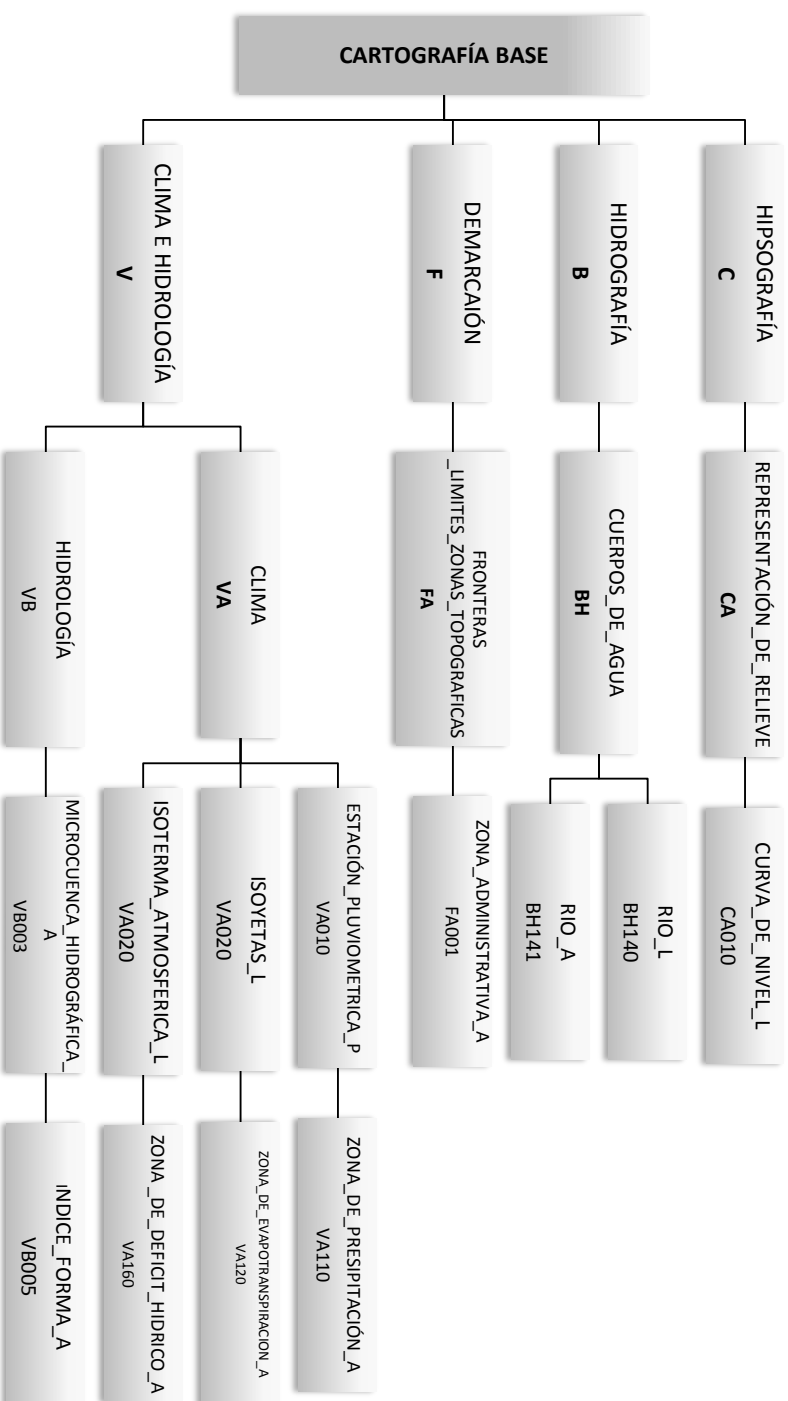 CARTOGRAFÍA BASE
HIPSOGRAFÍA
C
REPRESENTACIÓN_DE_RELIEVE
CA
CURVA_DE_NIVEL_L
CA010
HIDROGRAFÍA
B
CUERPOS_DE_AGUA
BH
RIO_L
BH140
RIO_A
BH141
DEMARCAIÓN
F
FRONTERAS
_LIMITES_ZONAS_TOPOGRAFICAS
FA
ZONA_ADMINISTRATIVA_A
FA001
CLIMA E HIDROLOGÍA
V
CLIMA
VA
ESTACIÓN_PLUVIOMETRICA_P
VA010
ZONA_DE_PRESIPITACIÓN_A
VA110
ISOYETAS_L
VA020
ZONA_DE_EVAPOTRANSPIRACION_A
VA120
ISOTERMA_ATMOSFERICA_L
VA020
ZONA_DE_DEFICIT_HIDRICO_A
VA160
HIDROLOGÍA
VB
MICROCUENCA_HIDROGRÁFICA_
A
VB003
INDICE_FORMA_A
VB005